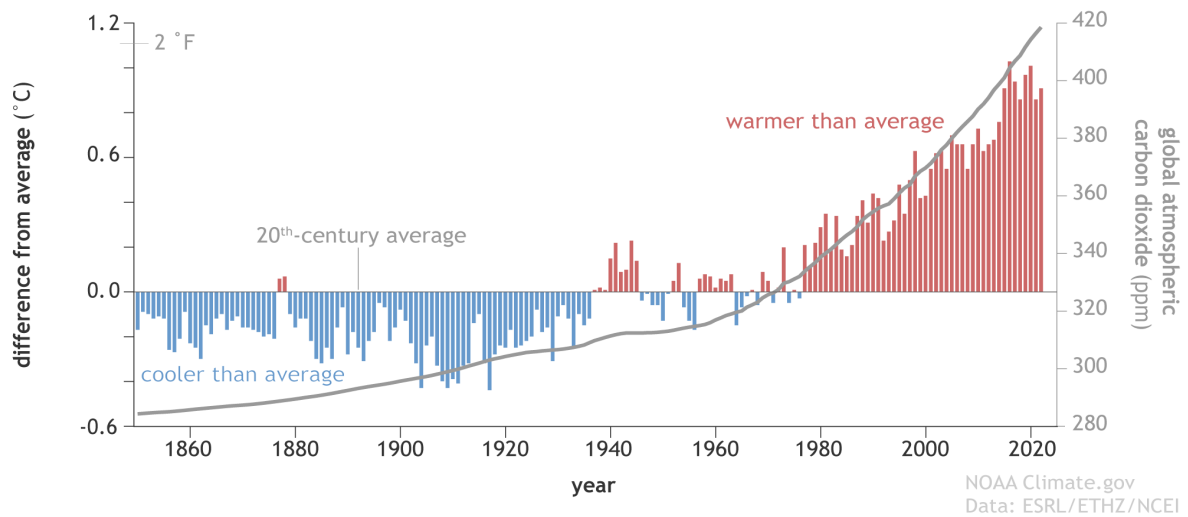 1.2
0.6
0.0
-0.6
2 ˚F
difference from average (˚C)
warmer than average
20th-century average
cooler than average
420
400
380
360
340
320
300
280
global atmospheric
carbon dioxide (ppm)
1860
1880
1900
1920
1940
1960
1980
2000
2020
year
NOAA Climate.gov
Data: ESRL/ETHZ/NCEI